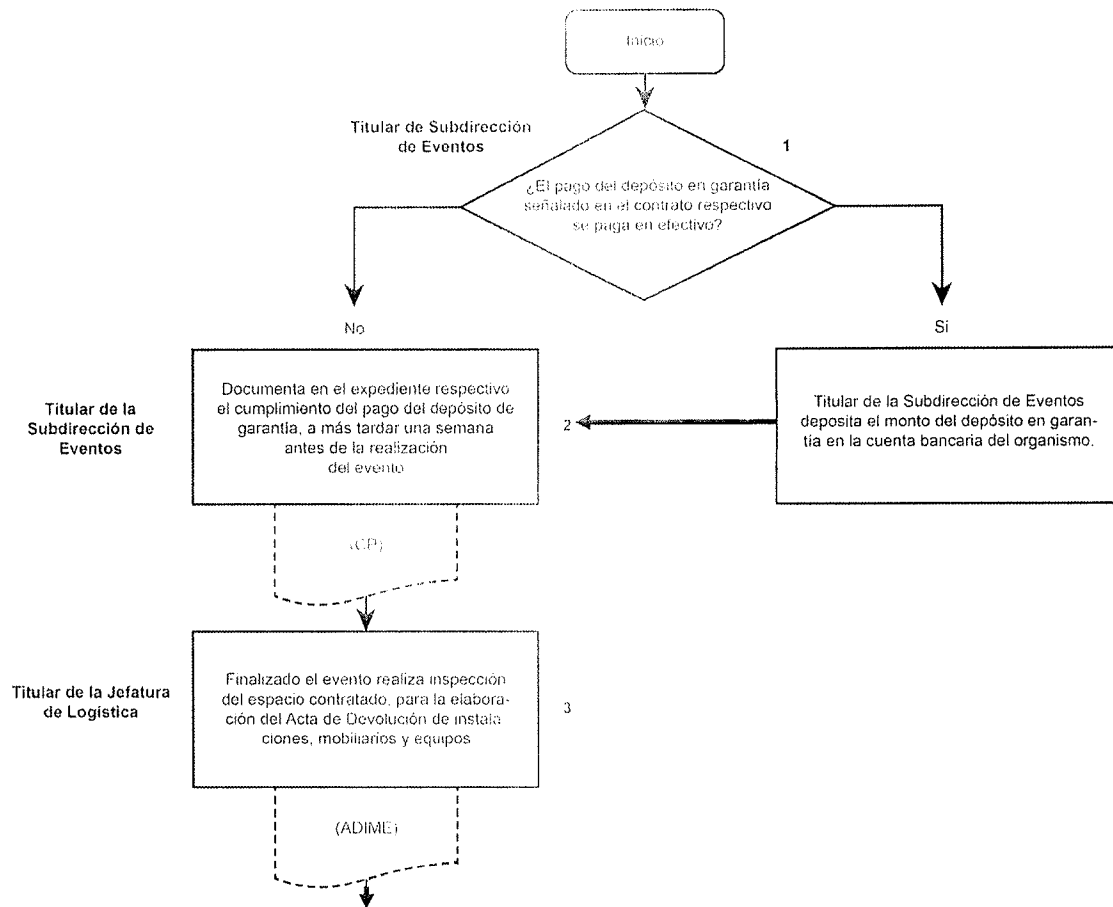 Inicio
Titular de Subdirección
de Eventos
1
¿El pago del depósito en garantía
señalado en el contrato respectivo
se paga en efectivo?
No
Si
Titular de la
Subdirección de
Eventos
Documenta en el expediente respectivo
el cumplimiento del pago del depósito de
garantía, a más tardar una semana
antes de la realización
del evento
2
Titular de la Subdirección de Eventos
deposita el monto del depósito en garan-
tía en la cuenta bancaria del organismo.
(CP)
Titular de la Jefatura
de Logística
Finalizado el evento realiza inspección
del espacio contratado, para la elabora-
ción del Acta de Devolución de instala
ciones, mobiliarios y equipos
3
(ADIME)